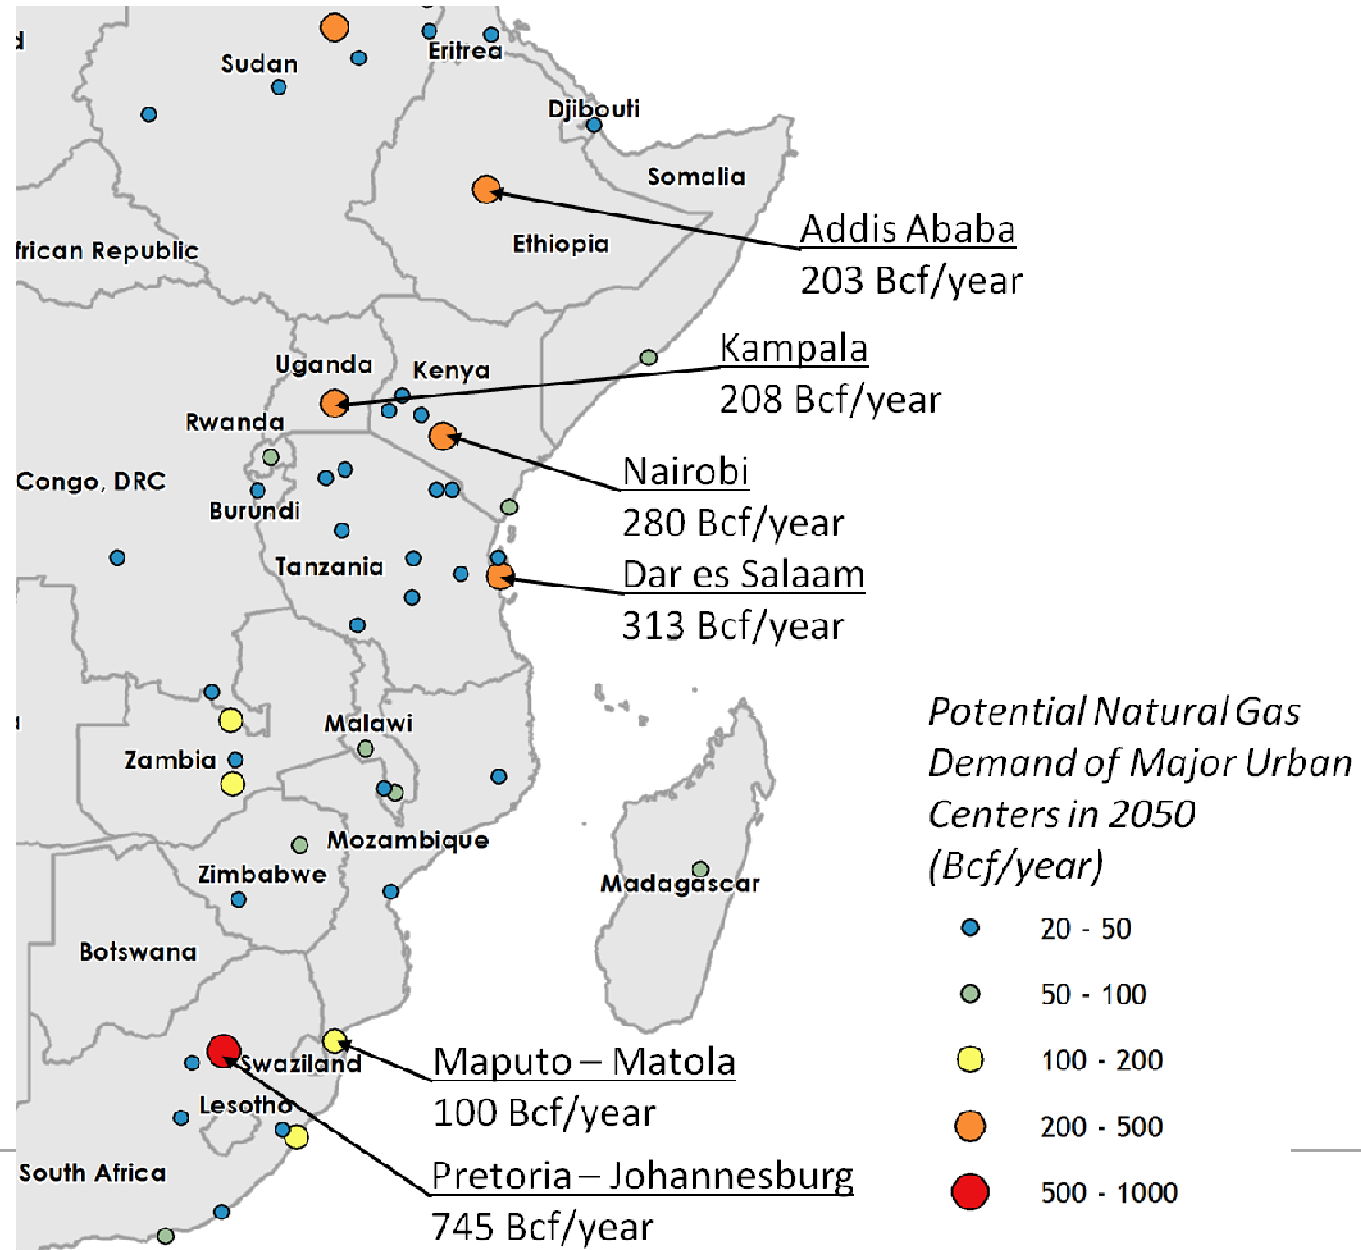 d
Sudan
Eritrea
Djibouti
Somalia
Addis Ababa
203 Bcf/year
Ethiopia
frican Republic
Kampala
208 Bcf/year
Uganda
Kenya
Rwanda
Nairobi
280 Bcf/year
Congo, DRC
Burundi
Tanzania
Dar es Salaam
313 Bcf/year
Malawi
Zambia
Mozambique
Zimbabwe
Madagascar
Botswana
Potential Natural Gas
Demand of Major Urban
Centers in 2050
(Bcf/year)
20 - 50
50 - 100
100 - 200
200 - 500
500 - 1000
Swaziland
Maputo – Matola
100 Bcf/year
Lesotho
South Africa
Pretoria – Johannesburg
745 Bcf/year